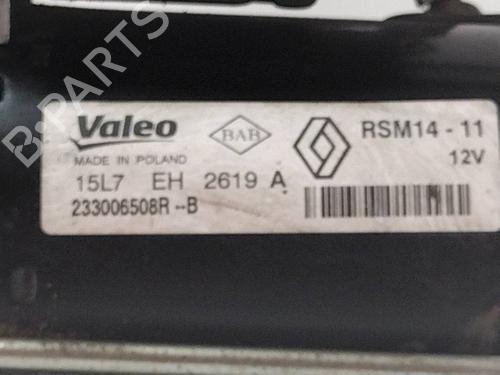 Valeo
BAB
RSM14 - 11
MADE IN POLAND
12V
15L7 EH 2619 A
233006508R --B
B-PARTS